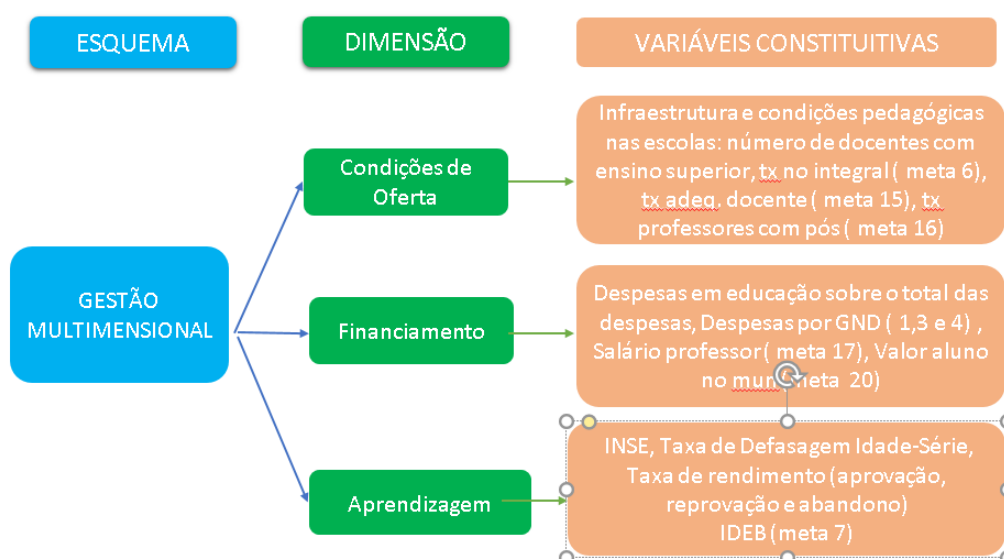 ESQUEMA
DIMENSÃO
VARIÁVEIS CONSTITUTIVAS
GESTÃO
MULTIMENSIONAL
Condições de
Oferta
Infraestrutura e condições pedagógicas
nas escolas: número de docentes com
ensino superior, tx no integral ( meta 6),
tx adeq. docente ( meta 15), tx
professores com pós ( meta 16)
Financiamento
Despesas em educação sobre o total das
despesas, Despesas por GND ( 1,3 e 4) ,
Salário professor( meta 17), Valor aluno
no mun( meta 20)
Aprendizagem
INSE, Taxa de Defasagem Idade-Série,
Taxa de rendimento (aprovação,
reprovação e abandono)
IDEB (meta 7)